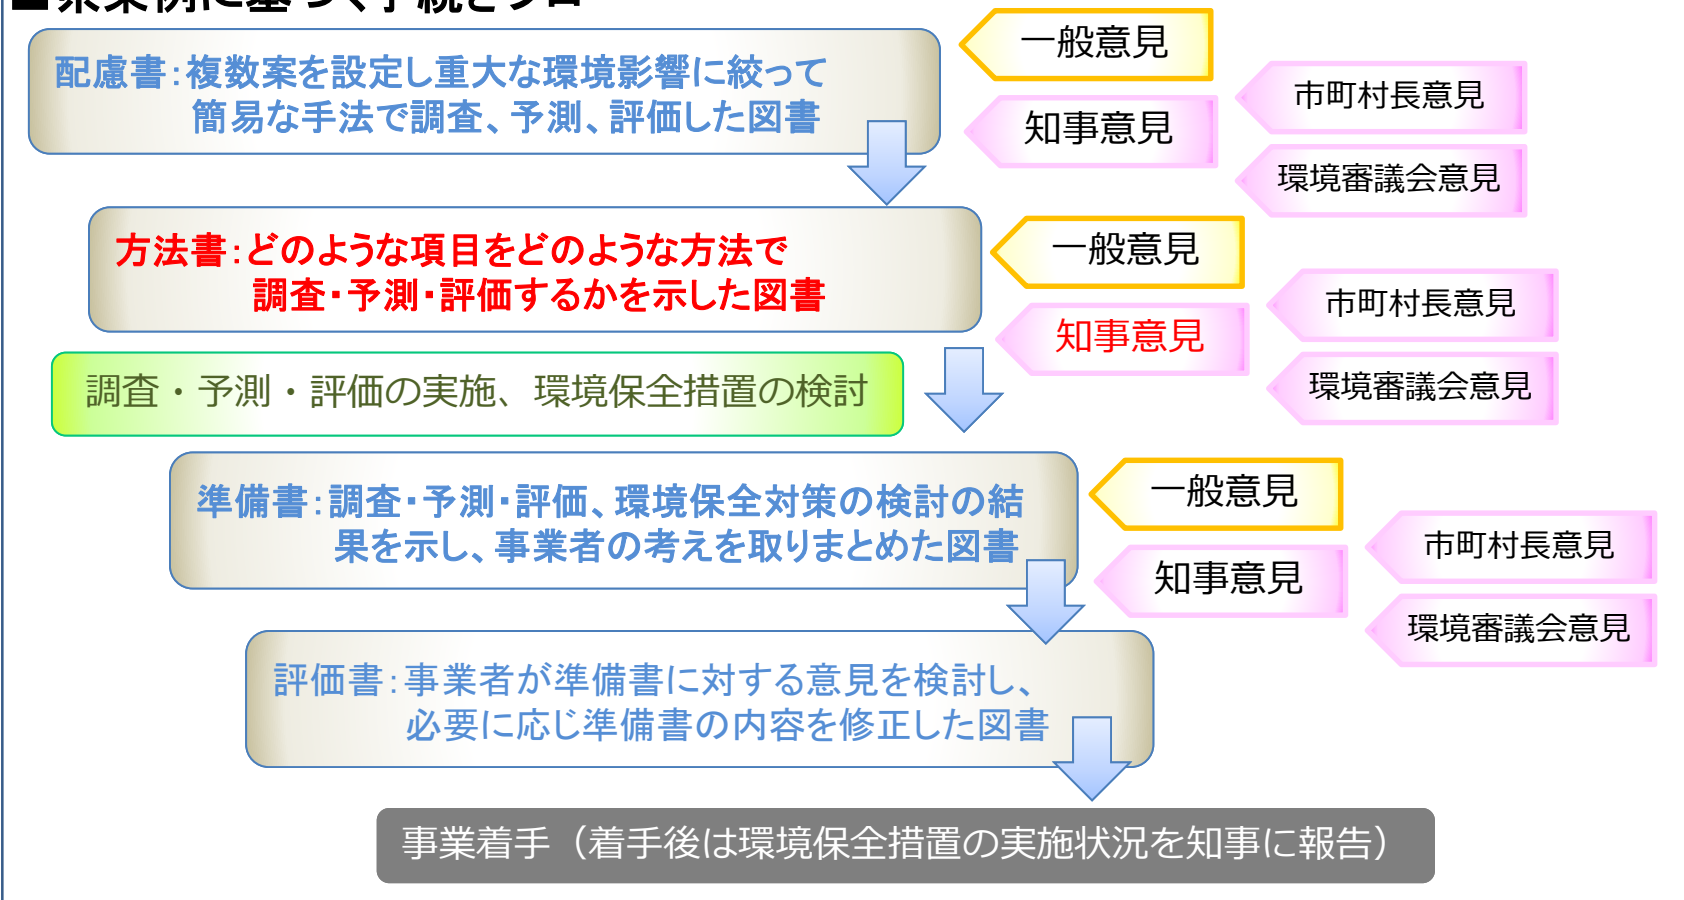 配慮書：複数案を設定し重大な環境影響に絞って
簡易な手法で調査、予測、評価した図書
一般意見
知事意見
市町村長意見
環境審議会意見
方法書：どのような項目をどのような方法で
調査・予測・評価するかを示した図書
一般意見
知事意見
市町村長意見
環境審議会意見
調査・予測・評価の実施、環境保全措置の検討
準備書：調査・予測・評価、環境保全対策の検討の結
果を示し、事業者の考えを取りまとめた図書
一般意見
知事意見
市町村長意見
環境審議会意見
評価書：事業者が準備書に対する意見を検討し、
必要に応じ準備書の内容を修正した図書
事業着手（着手後は環境保全措置の実施状況を知事に報告）